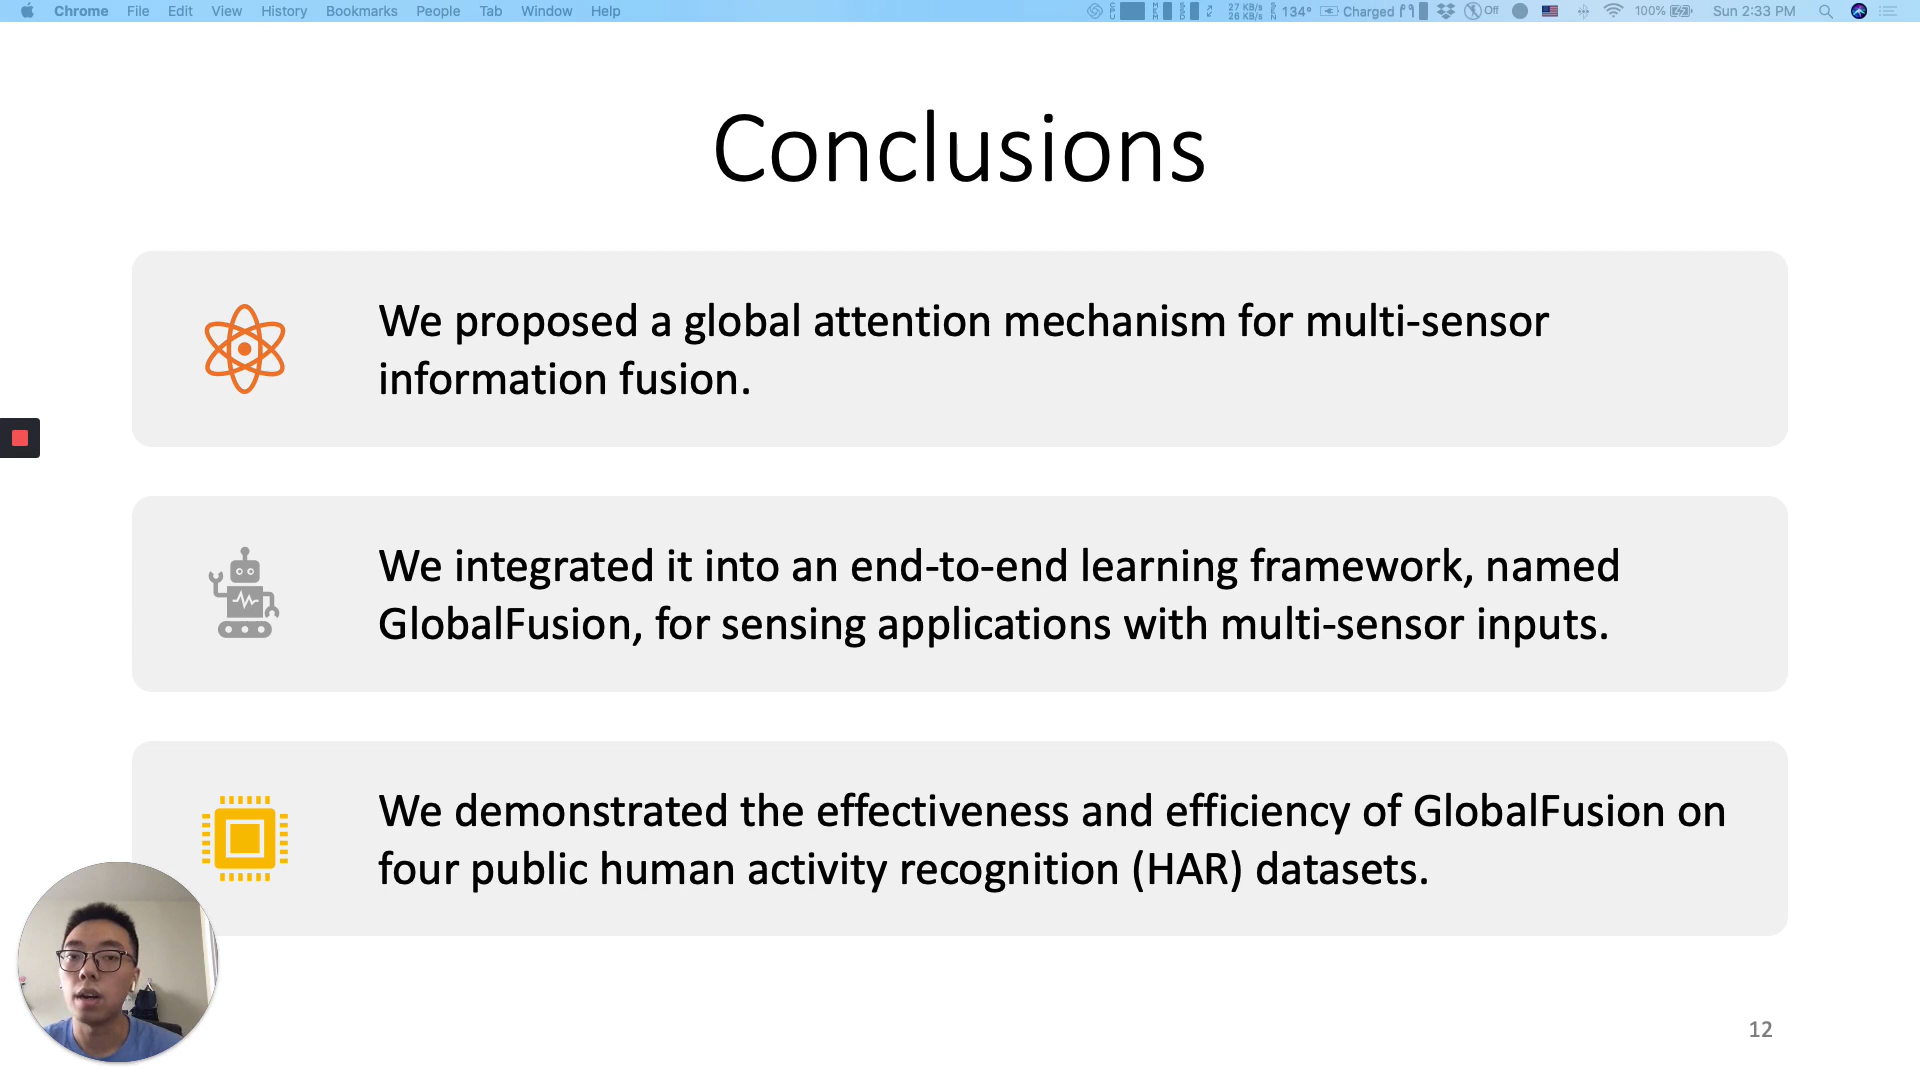 Chrome File Edit View History Bookmarks People Tab Window Help 27 KB/s 134° Charged Off 100% Sun 2:33 PM
Conclusions
We proposed a global attention mechanism for multi-sensor
information fusion.
We integrated it into an end-to-end learning framework, named
GlobalFusion, for sensing applications with multi-sensor inputs.
We demonstrated the effectiveness and efficiency of GlobalFusion on
four public human activity recognition (HAR) datasets.
12